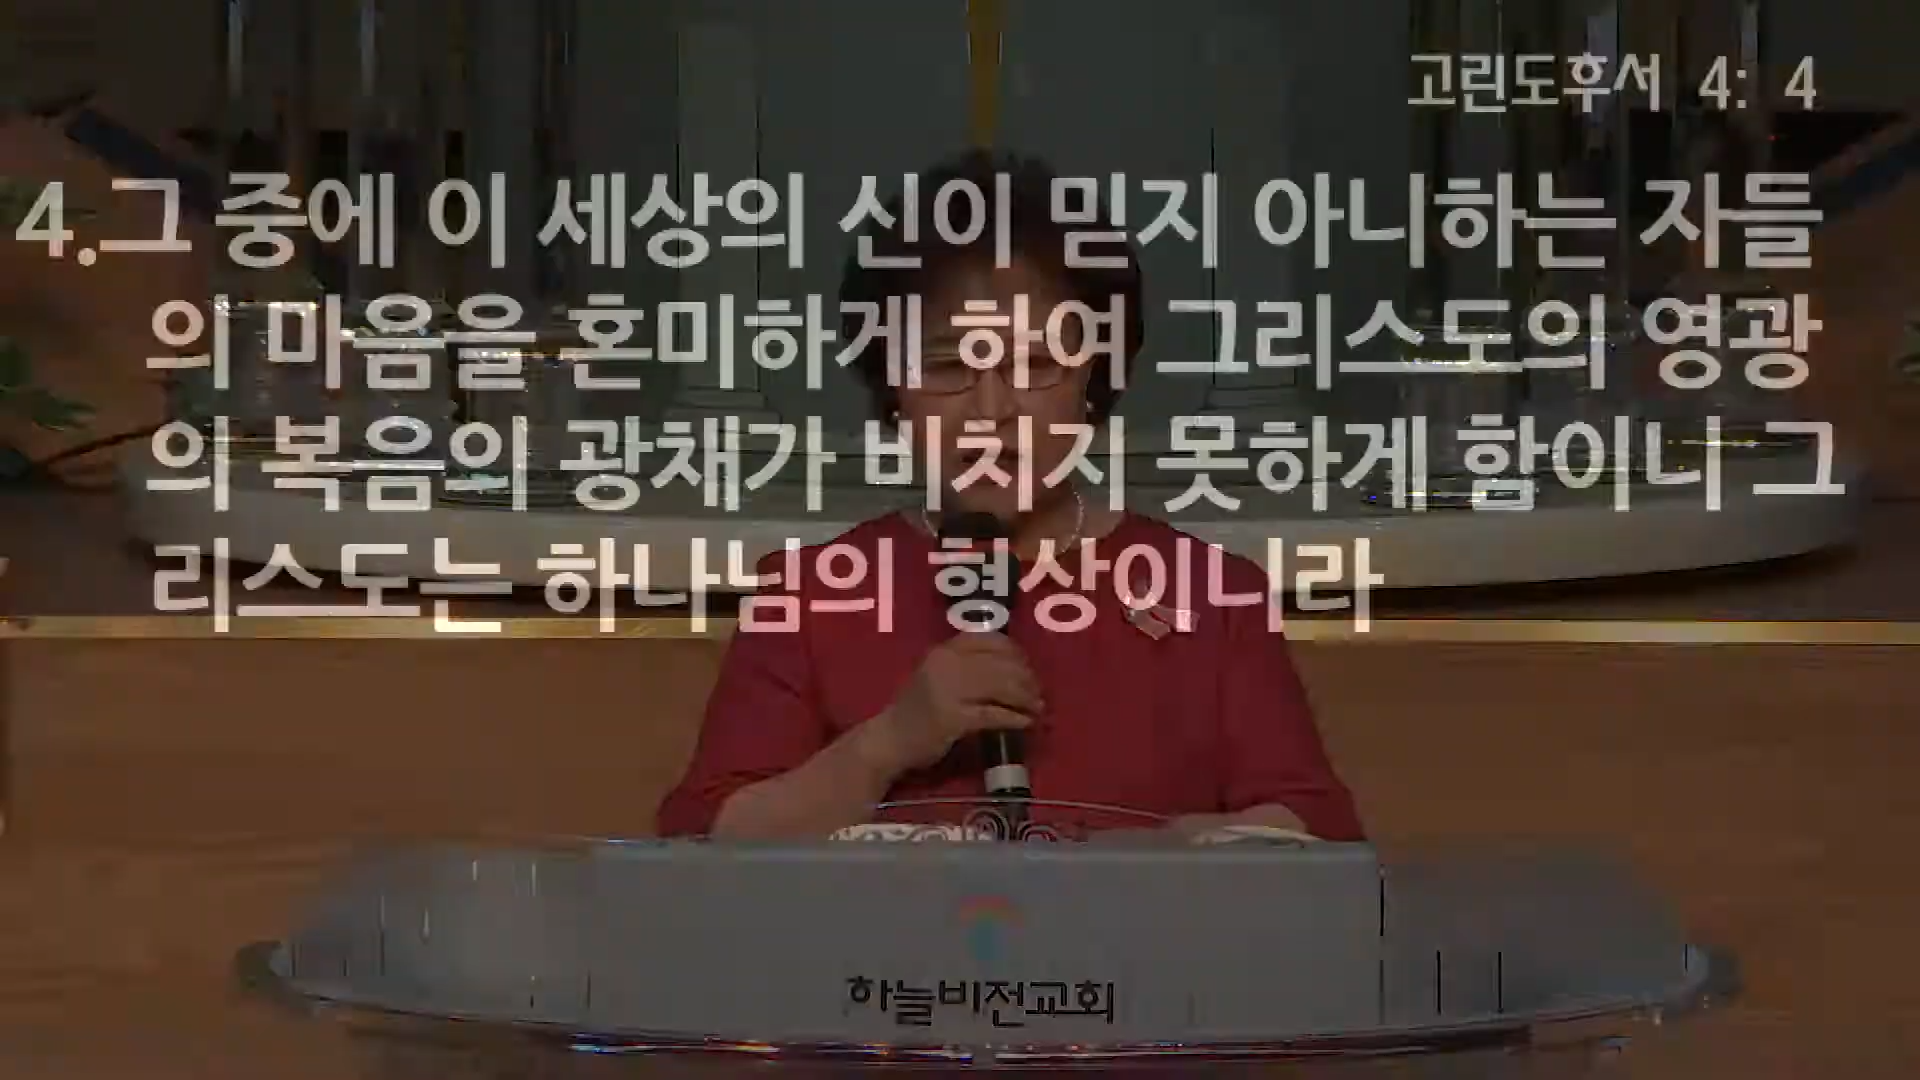 고린도후서 4: 4
4.그 중에 이 세상의 신이 믿지 아니하는 자들
의 마음을 혼미하게 하여 그리스도의 영광
의 복음의 광채가 비치지 못하게 함이니 그
리스도는 하나님의 형상이니라
하늘비전교회